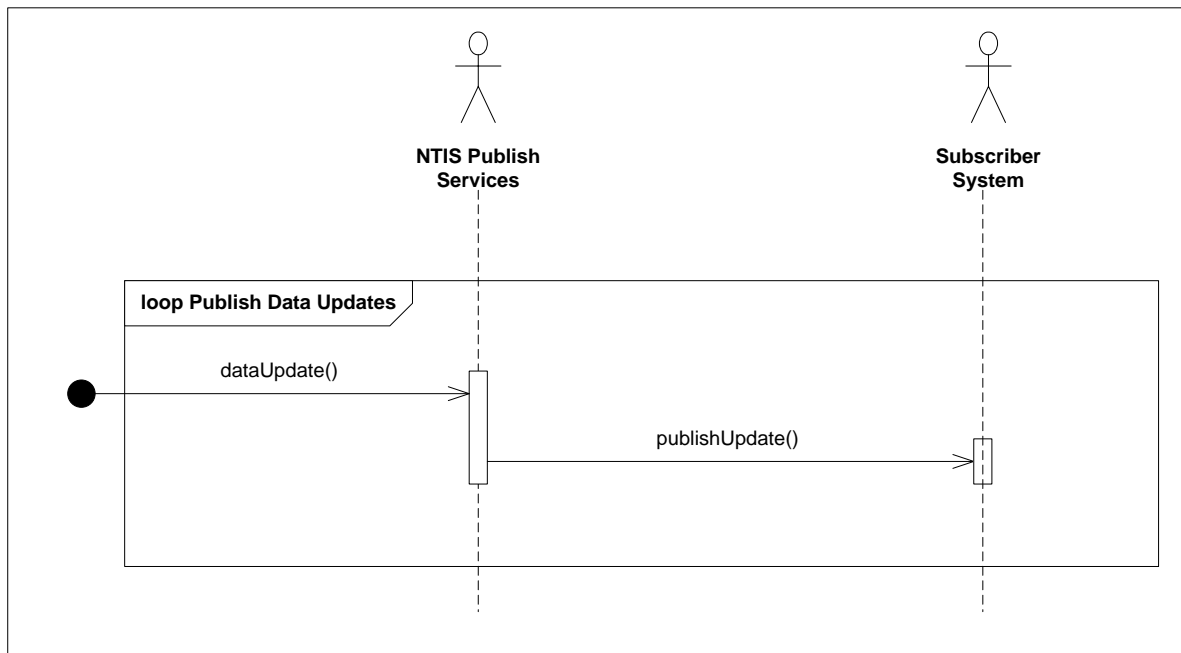 NTIS Publish
Services
Subscriber
System
loop Publish Data Updates
dataUpdate()
publishUpdate()